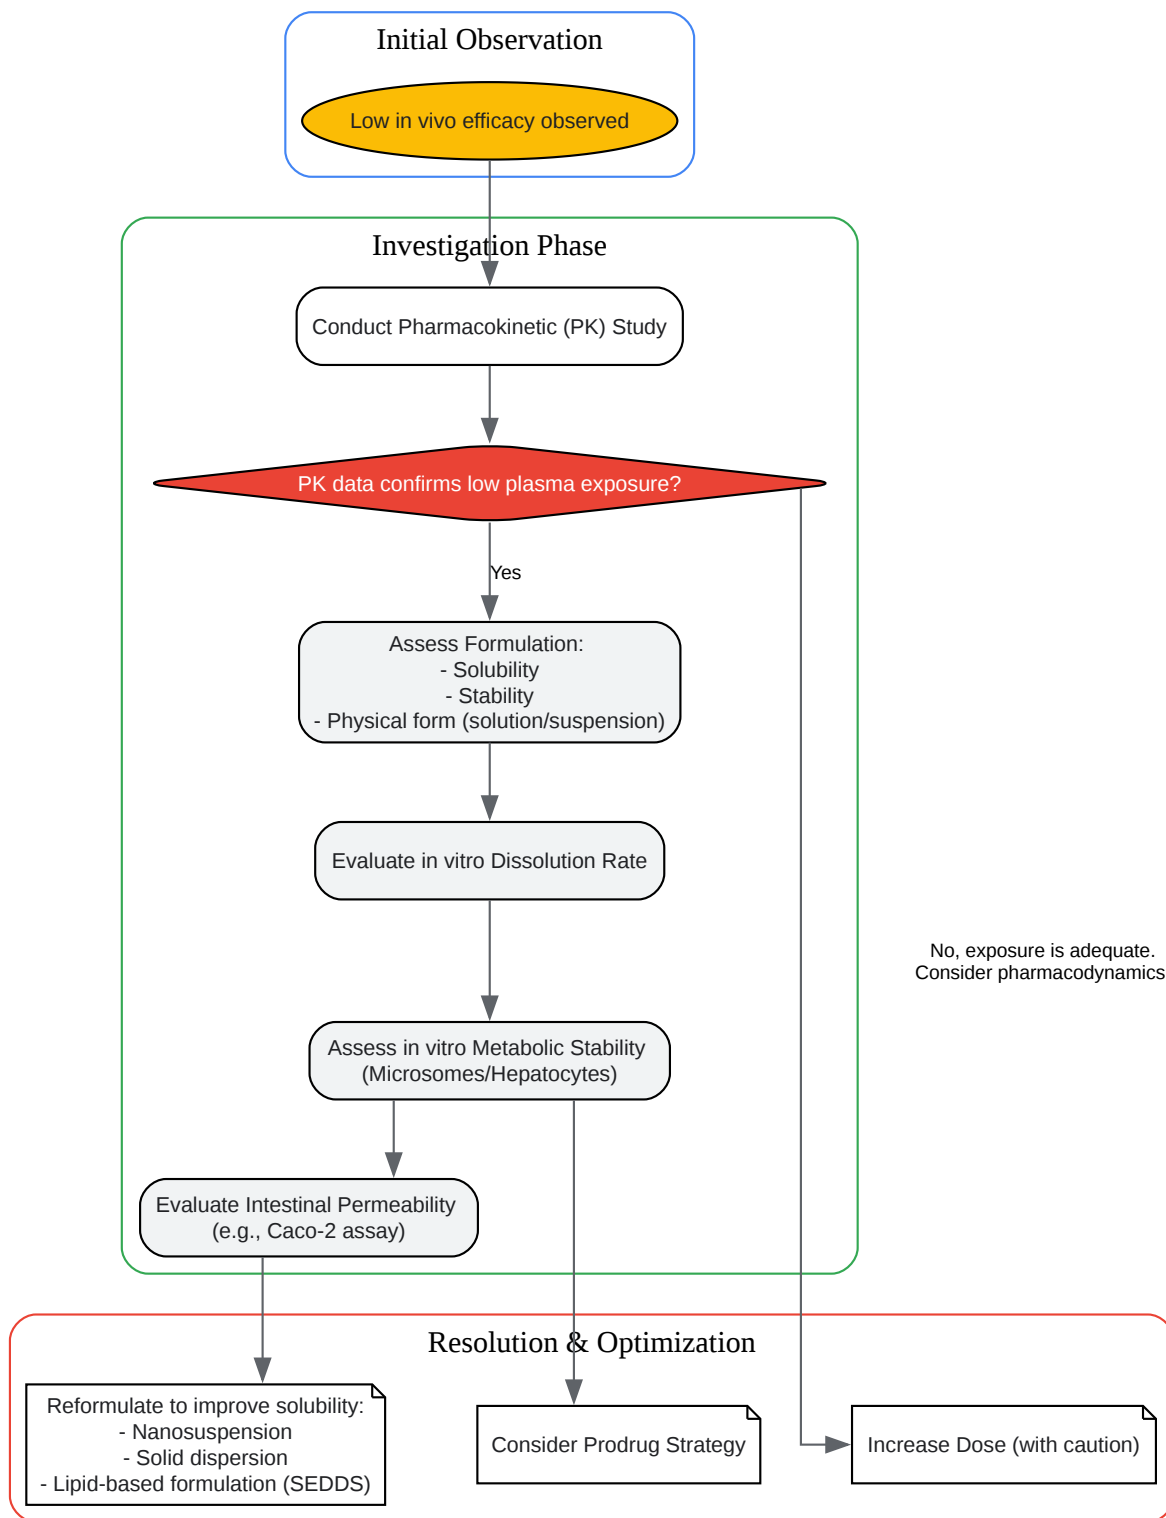 Initial Observation
Low in vivo efficacy observed
Investigation Phase
Conduct Pharmacokinetic (PK) Study
PK data confirms low plasma exposure?
Yes
Assess Formulation:
- Solubility
- Stability
- Physical form (solution/suspension)
Evaluate in vitro Dissolution Rate
No, exposure is adequate.
Consider pharmacodynamics
Assess in vitro Metabolic Stability
(Microsomes/Hepatocytes)
Evaluate Intestinal Permeability
(e.g., Caco-2 assay)
Resolution & Optimization
Reformulate to improve solubility:
- Nanosuspension
- Solid dispersion
- Lipid-based formulation (SEDDS)
Consider Prodrug Strategy
Increase Dose (with caution)